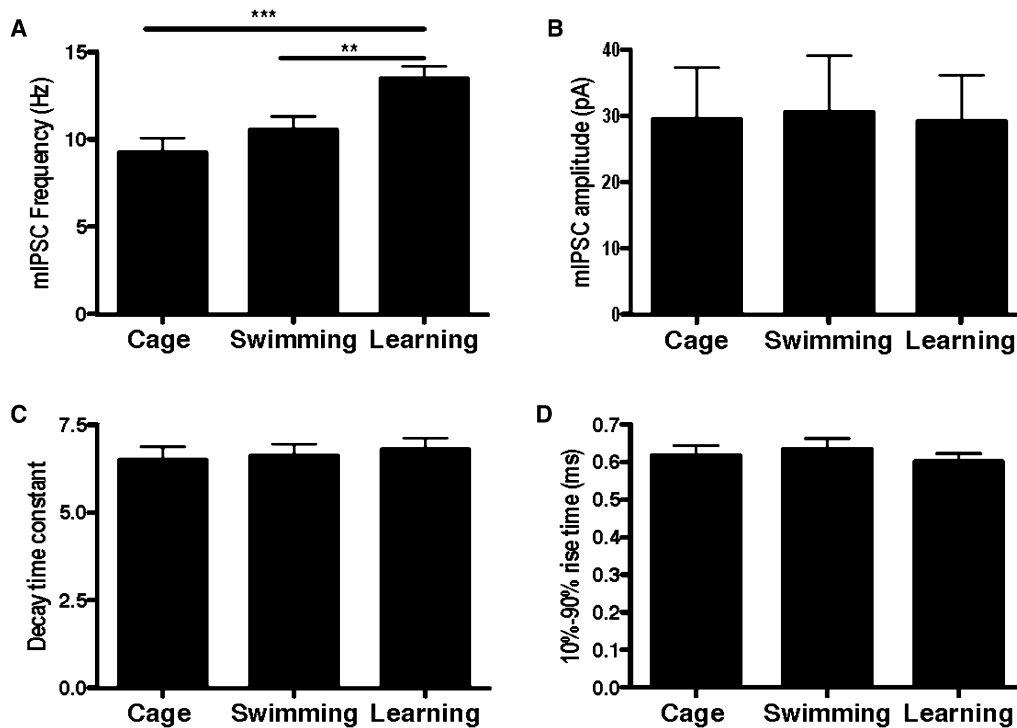 A
***
**
mIPSC Frequency (Hz)
15
10
5
0
Cage Swimming Learning
B
mIPSC amplitude (pA)
40
30
20
10
0
Cage Swimming Learning
C
Decay time constant
7.5
5.0
2.5
0.0
Cage Swimming Learning
D
10%-90% rise time (ms)
0.7
0.6
0.5
0.4
0.3
0.2
0.1
0.0
Cage Swimming Learning